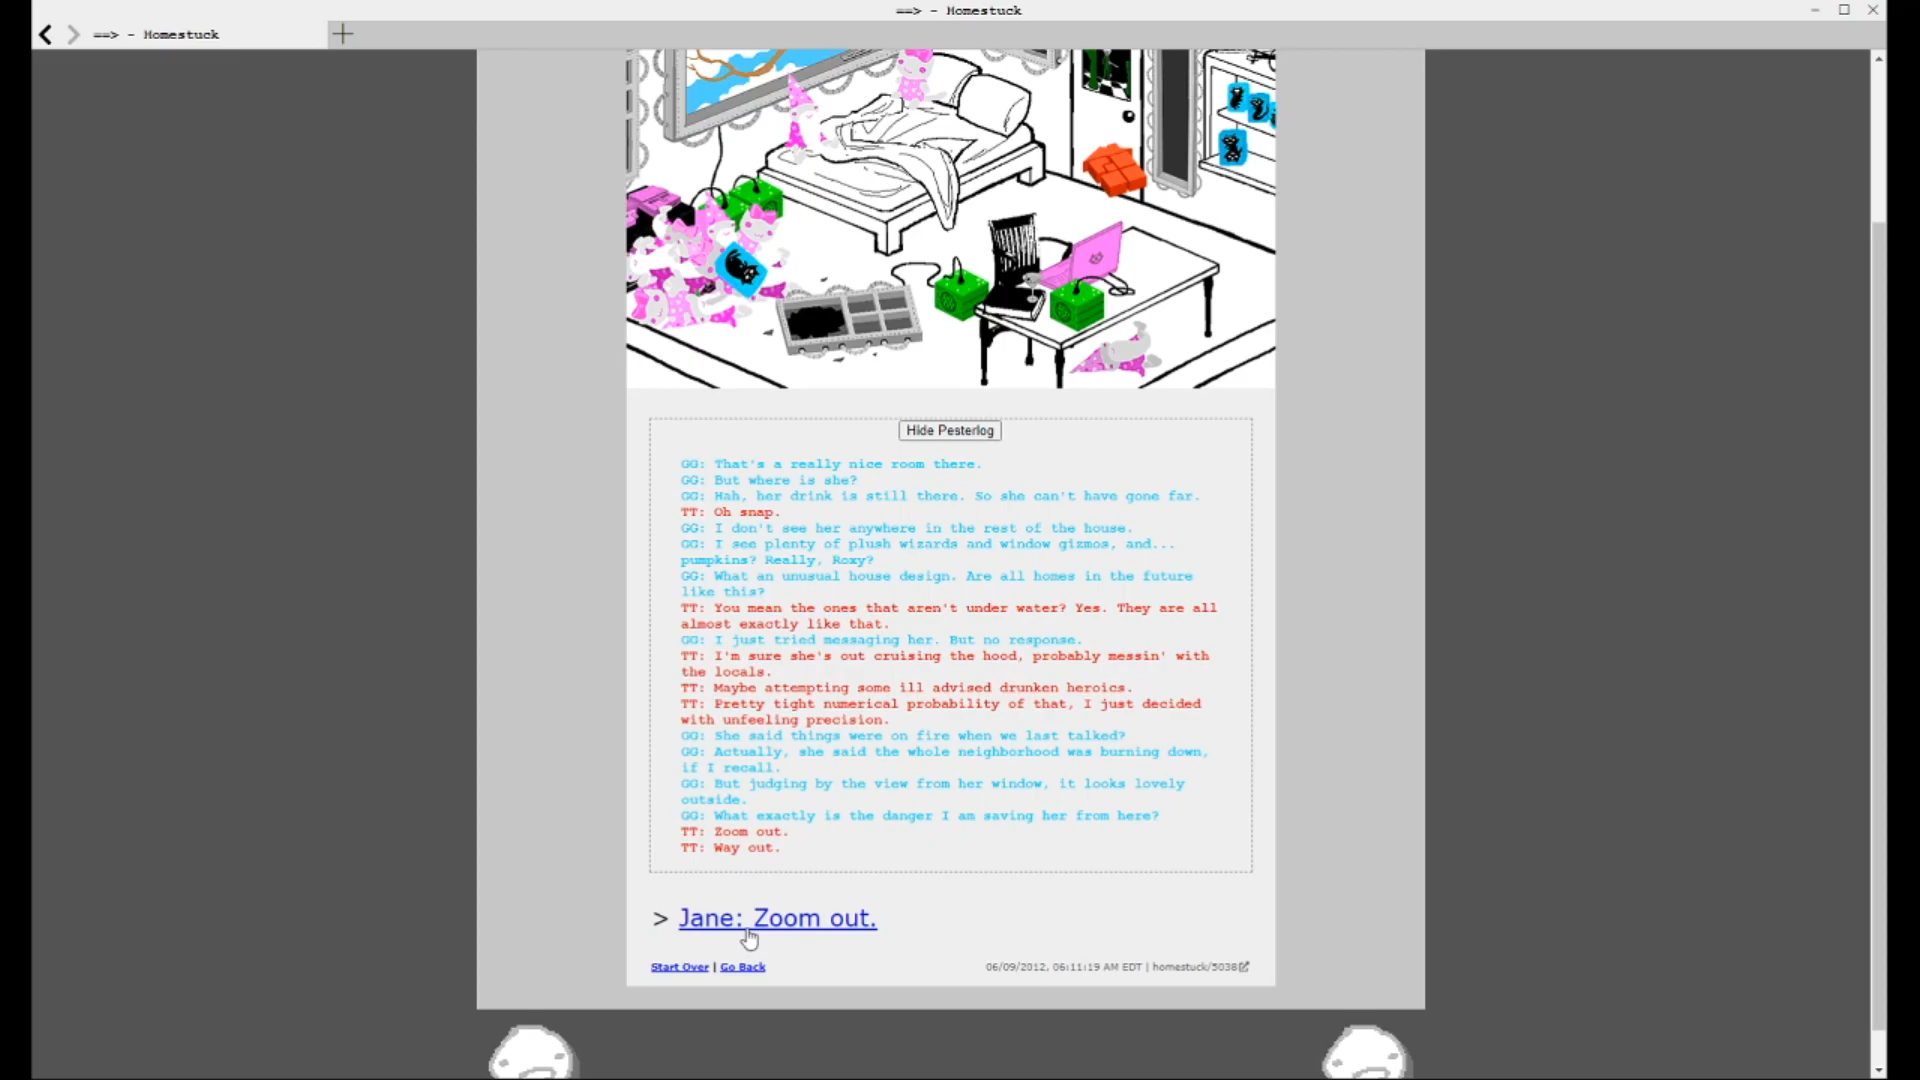 ==> - Homestuck
==> - Homestuck
Hide Pesterlog
GG: That's a really nice room there.
GG: But where is she?
GG: Hah, her drink is still there. So she can't have gone far.
TT: Oh snap.
GG: I don't see her anywhere in the rest of the house.
GG: I see plenty of plush wizards and window gizmos, and...
pumpkins? Really, Roxy?
GG: What an unusual house design. Are all homes in the future
like this?
TT: You mean the ones that aren't under water? Yes. They are all
almost exactly like that.
GG: I just tried messaging her. But no response.
TT: I'm sure she's out cruising the hood, probably messin' with
the locals.
TT: Maybe attempting some ill advised drunken heroics.
TT: Pretty tight numerical probability of that, I just decided
with unfeeling precision.
GG: She said things were on fire when we last talked?
GG: Actually, she said the whole neighborhood was burning down,
if I recall.
GG: But judging by the view from her window, it looks lovely
outside.
GG: What exactly is the danger I am saving her from here?
TT: Zoom out.
TT: Way out.
> Jane: Zoom out.
Start Over | Go Back 06/09/2012, 06:11:19 AM EDT | homestuck/5038